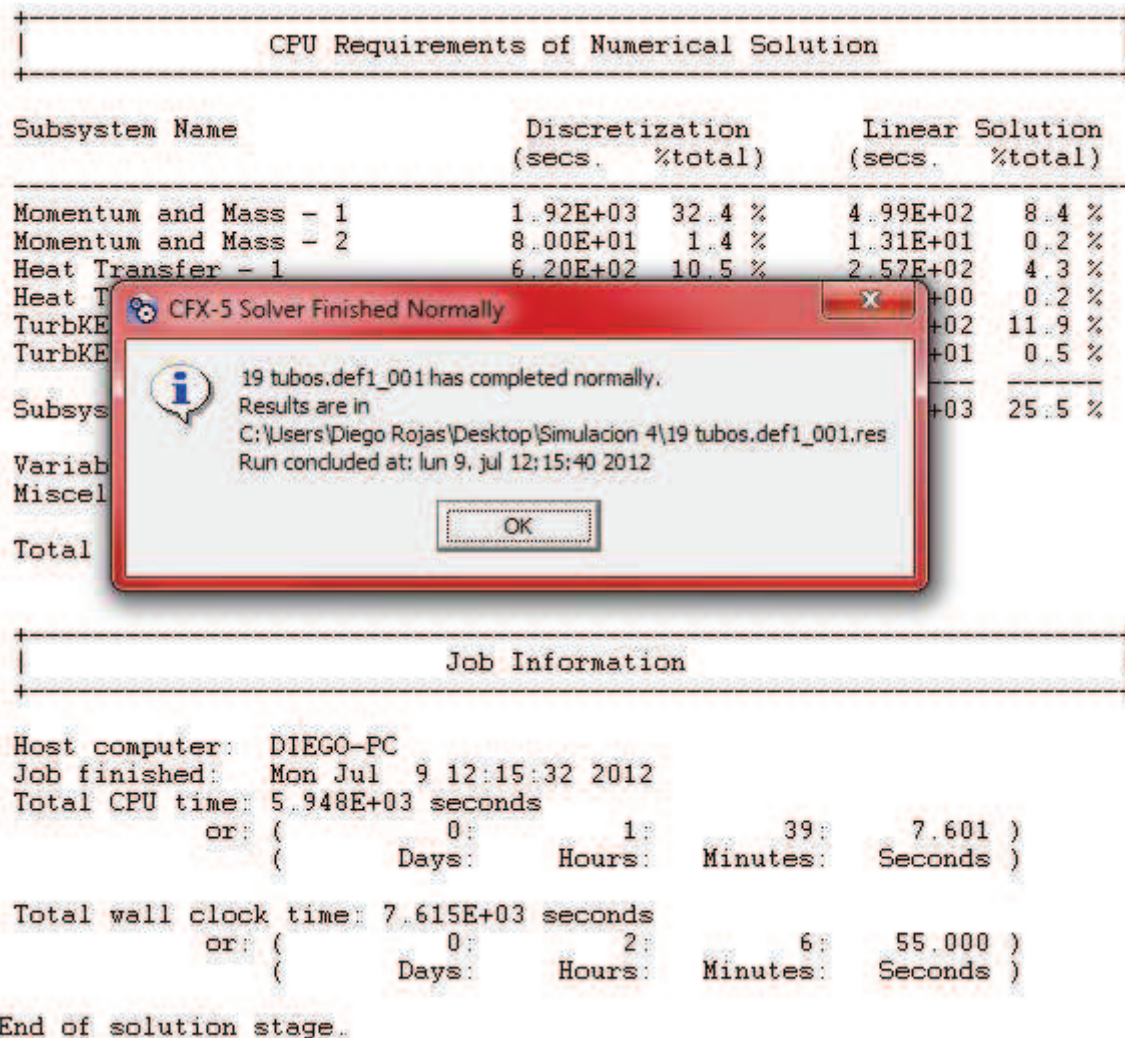 CPU Requirements of Numerical Solution
Subsystem Name Discretization Linear Solution
(secs. %total) (secs. %total)
Momentum and Mass - 1 1.92E+03 32.4 % 4.99E+02 8.4 %
Momentum and Mass - 2 8.00E+01 1.4 % 1.31E+01 0.2 %
Heat Transfer - 1 6.20E+02 10.5 % 2.57E+02 4.3 %
Heat T +00 0.2 %
TurbKE +02 11.9 %
TurbKE +01 0.5 %
Subsys +03 25.5 %
Variab
Miscel
Total
CFX-5 Solver Finished Normally
19 tubos.def1_001 has completed normally.
Results are in
C:\Users\Diego Rojas\Desktop\Simulacion 4\19 tubos.def1_001.res
Run concluded at: lun 9. jul 12:15:40 2012
OK
Job Information
Host computer: DIEGO-PC
Job finished: Mon Jul 9 12:15:32 2012
Total CPU time: 5.948E+03 seconds
or: ( 0: 1: 39: 7.601 )
( Days: Hours: Minutes: Seconds )
Total wall clock time: 7.615E+03 seconds
or: ( 0: 2: 6: 55.000 )
( Days: Hours: Minutes: Seconds )
End of solution stage.